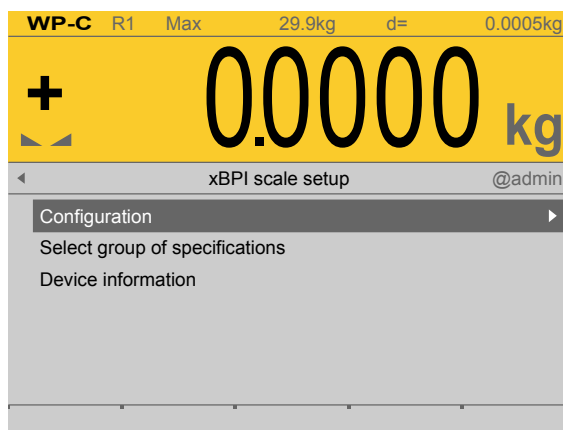 WP-C R1 Max 29.9kg d= 0.0005kg
+ 0.0000 kg
xBPI scale setup @admin
Configuration
Select group of specifications
Device information